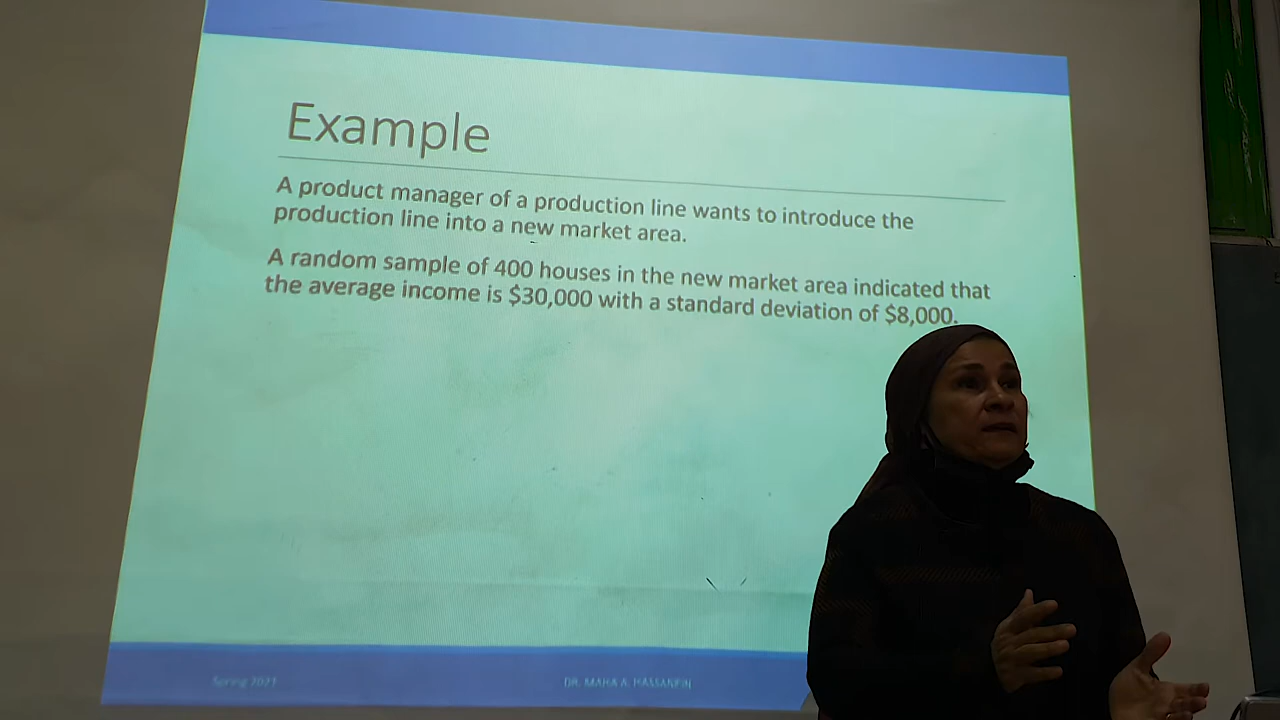 Example
A product manager of a production line wants to introduce the
production line into a new market area.
A random sample of 400 houses in the new market area indicated that
the average income is $30,000 with a standard deviation of $8,000.
Spring 2021
DR. MAHA A. HASSANEIN